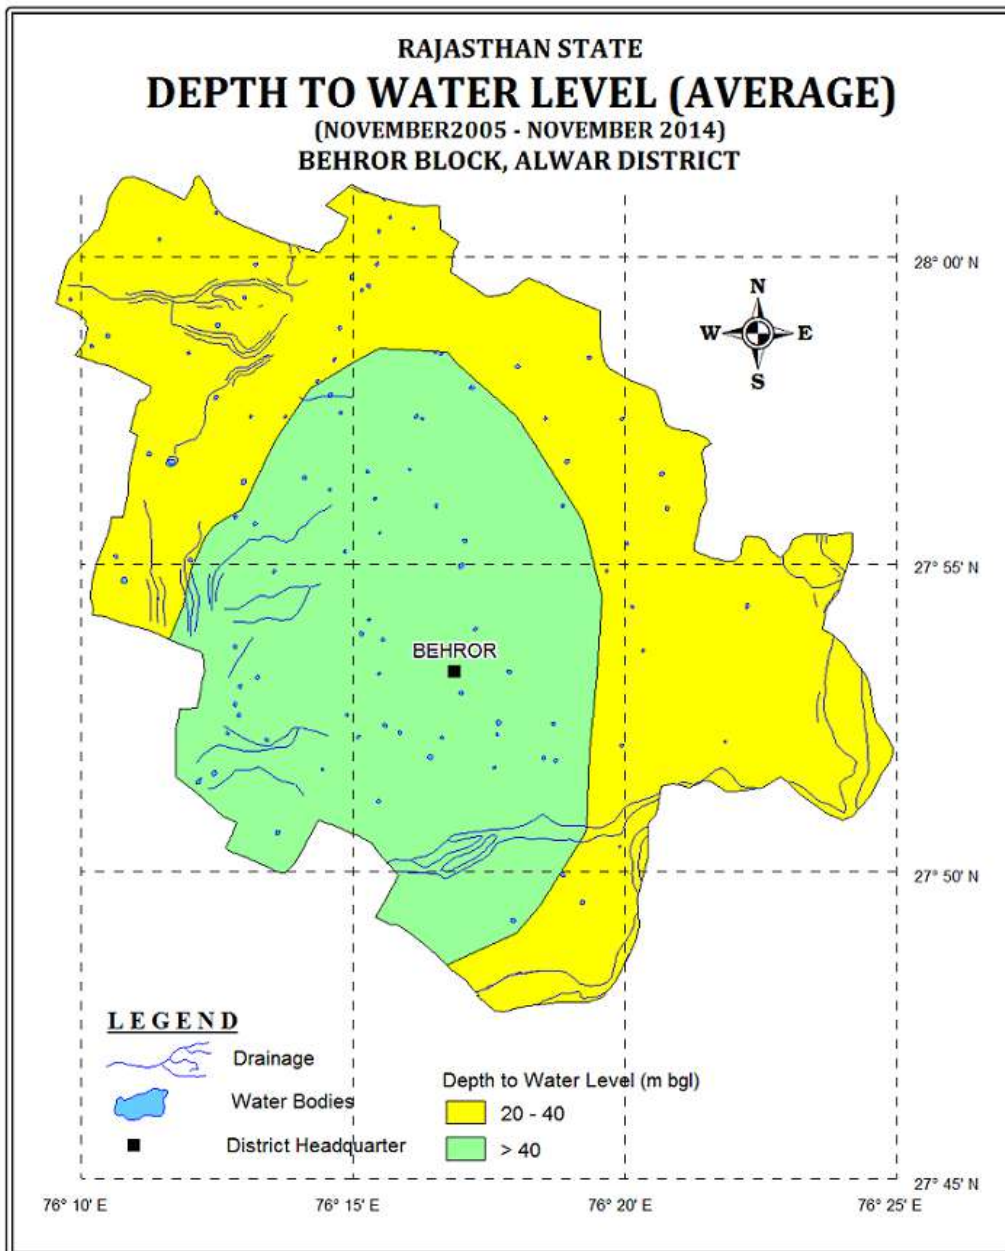 RAJASTHAN STATE
DEPTH TO WATER LEVEL (AVERAGE)
(NOVEMBER2005 - NOVEMBER 2014)
BEHROR BLOCK, ALWAR DISTRICT
28° 00' N
N
W E
S
27° 55' N
BEHROR
27° 50' N
LEGEND
Drainage
Water Bodies
District Headquarter
Depth to Water Level (m bgl)
20 - 40
> 40
27° 45' N
76° 10' E 76° 15' E 76° 20' E 76° 25' E